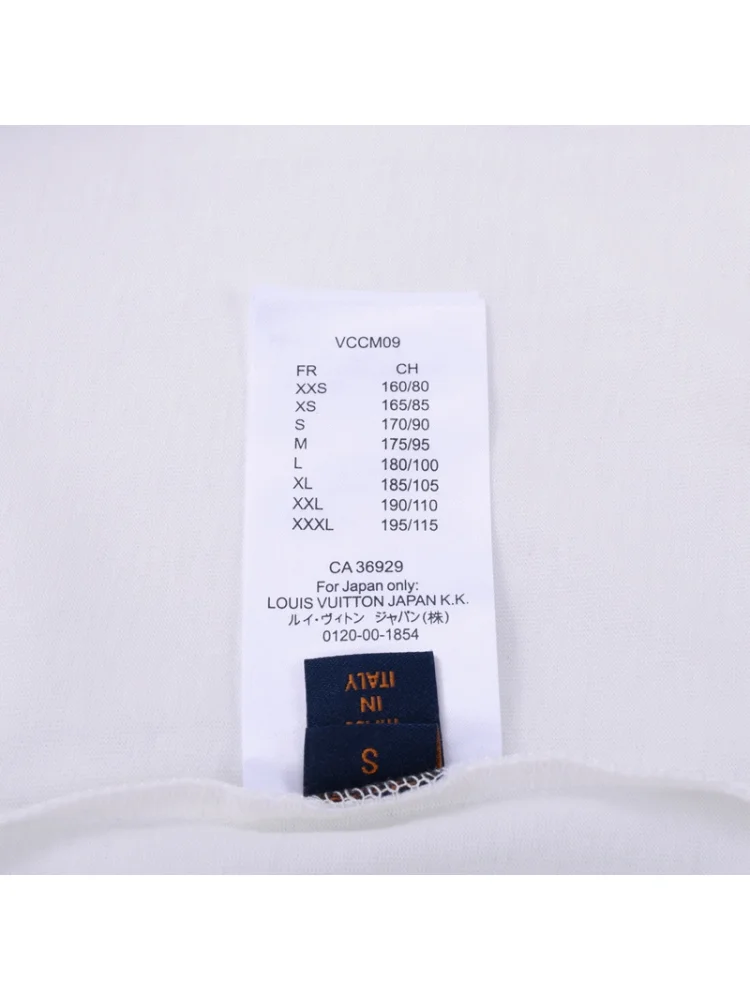 VCCM09
FR CH
XXS 160/80
XS 165/85
S 170/90
M 175/95
L 180/100
XL 185/105
XXL 190/110
XXXL 195/115
CA 36929
For Japan only:
LOUIS VUITTON JAPAN K.K.
ルイ・ヴィトン ジャパン(株)
0120-00-1854
ITALY
IN
S